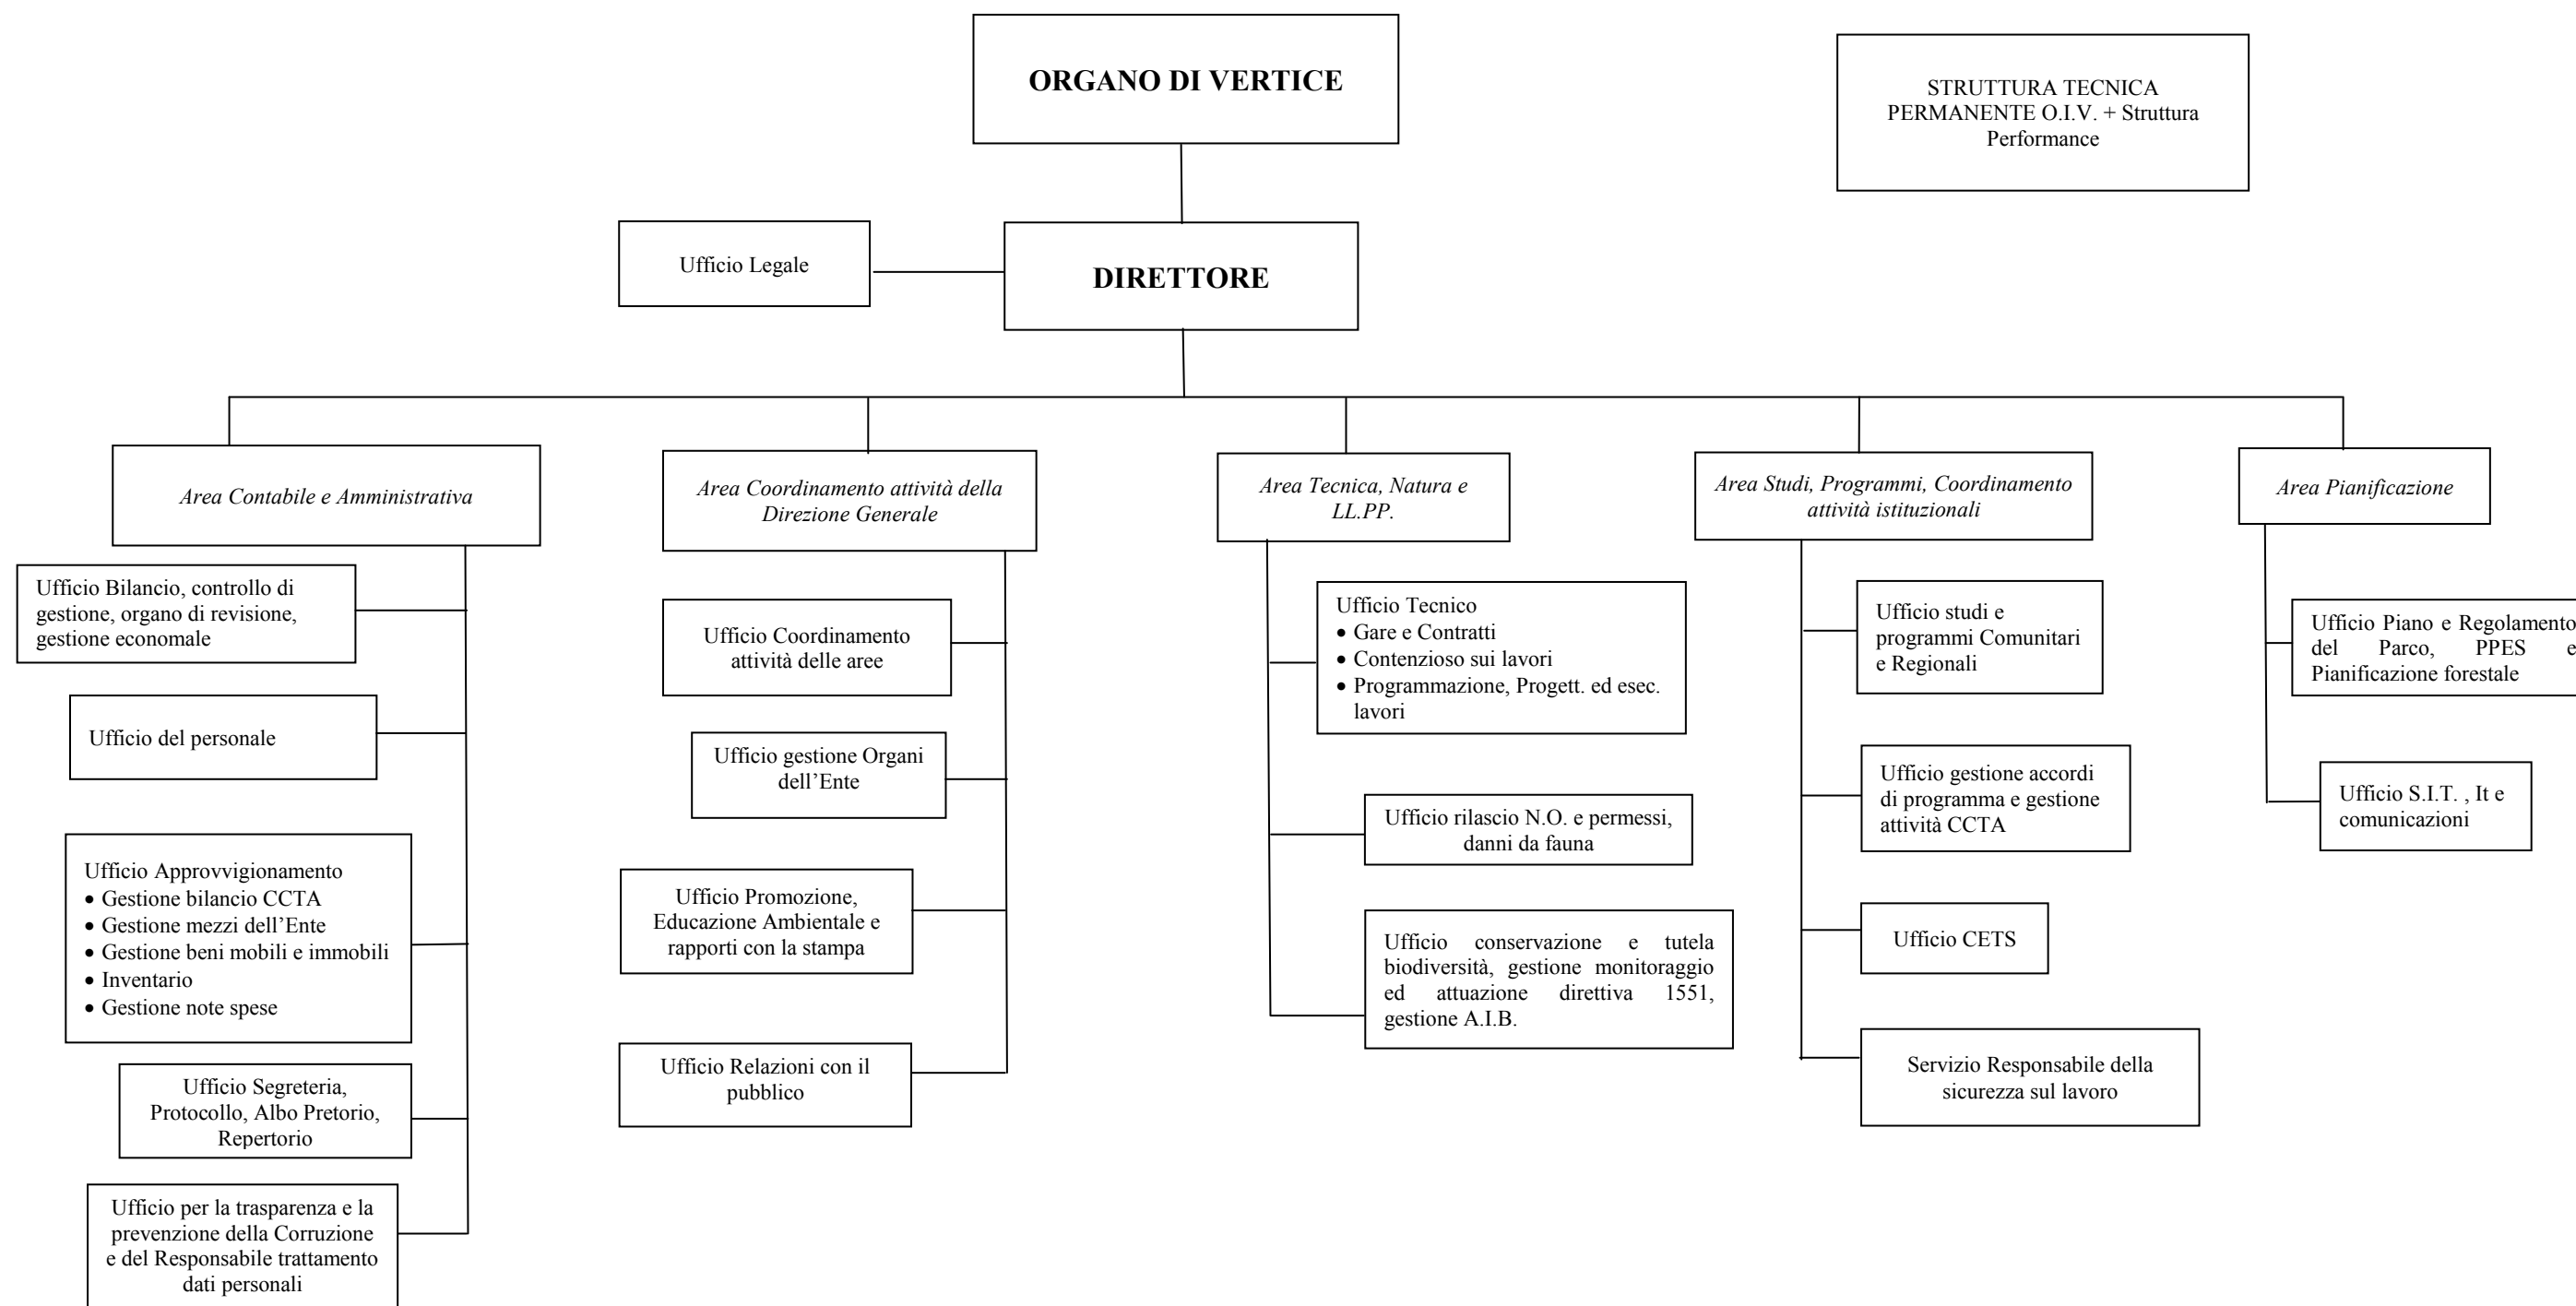 ORGANO DI VERTICE
STRUTTURA TECNICA
PERMANENTE O.I.V. + Struttura
Performance
Ufficio Legale
DIRETTORE
Area Contabile e Amministrativa
Ufficio Bilancio, controllo di
gestione, organo di revisione,
gestione economale
Ufficio del personale
Ufficio Approvvigionamento
• Gestione bilancio CCTA
• Gestione mezzi dell’Ente
• Gestione beni mobili e immobili
• Inventario
• Gestione note spese
Ufficio Segreteria,
Protocollo, Albo Pretorio,
Repertorio
Ufficio per la trasparenza e la
prevenzione della Corruzione
e del Responsabile trattamento
dati personali
Area Coordinamento attività della
Direzione Generale
Ufficio Coordinamento
attività delle aree
Ufficio gestione Organi
dell’Ente
Ufficio Promozione,
Educazione Ambientale e
rapporti con la stampa
Ufficio Relazioni con il
pubblico
Area Tecnica, Natura e
LL.PP.
Ufficio Tecnico
• Gare e Contratti
• Contenzioso sui lavori
• Programmazione, Progett. ed esec.
lavori
Ufficio rilascio N.O. e permessi,
danni da fauna
Ufficio conservazione e tutela
biodiversità, gestione monitoraggio
ed attuazione direttiva 1551,
gestione A.I.B.
Area Studi, Programmi, Coordinamento
attività istituzionali
Ufficio studi e
programmi Comunitari
e Regionali
Ufficio gestione accordi
di programma e gestione
attività CCTA
Ufficio CETS
Servizio Responsabile della
sicurezza sul lavoro
Area Pianificazione
Ufficio Piano e Regolamento
del Parco, PPES e
Pianificazione forestale
Ufficio S.I.T. , It e
comunicazioni